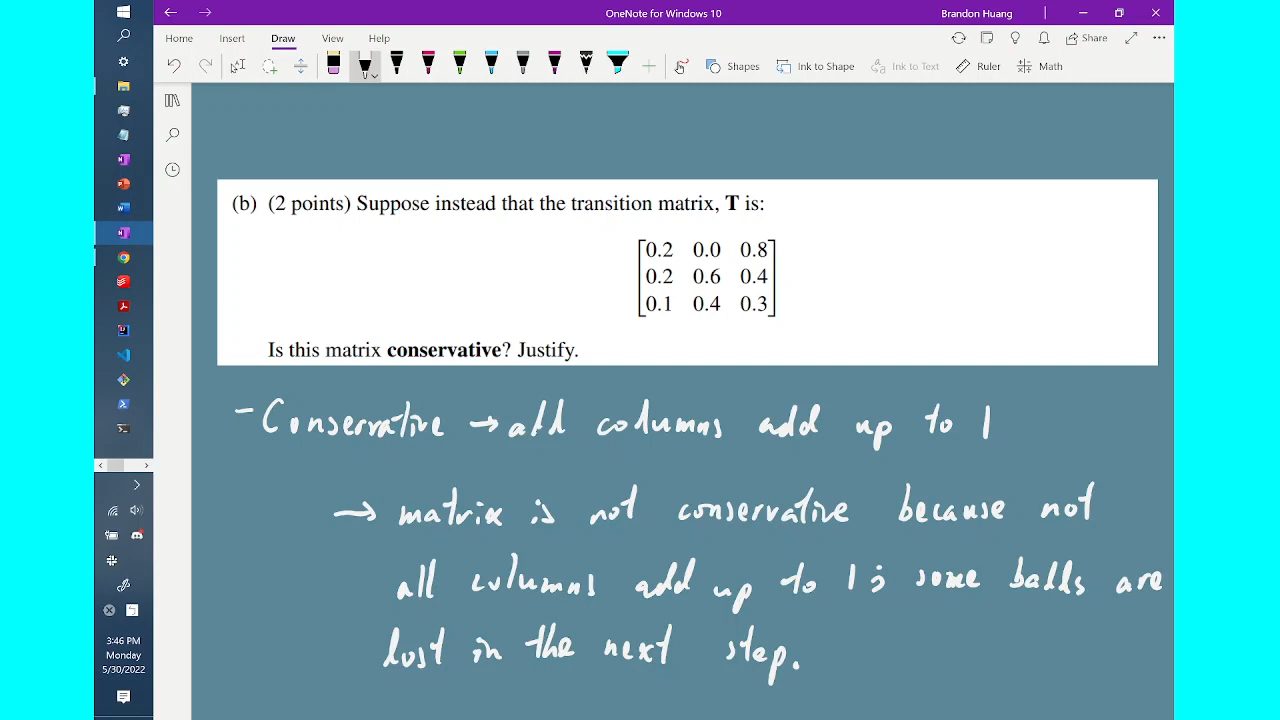 OneNote for Windows 10
Brandon Huang
Home Insert Draw View Help
Share
Shapes Ink to Shape Ink to Text Ruler Math
(b) (2 points) Suppose instead that the transition matrix, T is:
0.2 0.0 0.8
0.2 0.6 0.4
0.1 0.4 0.3
Is this matrix conservative? Justify.
- Conservative → all columns add up to 1
→ matrix is not conservative because not
all columns add up to 1; some balls are
lost in the next step.
3:46 PM
Monday
5/30/2022